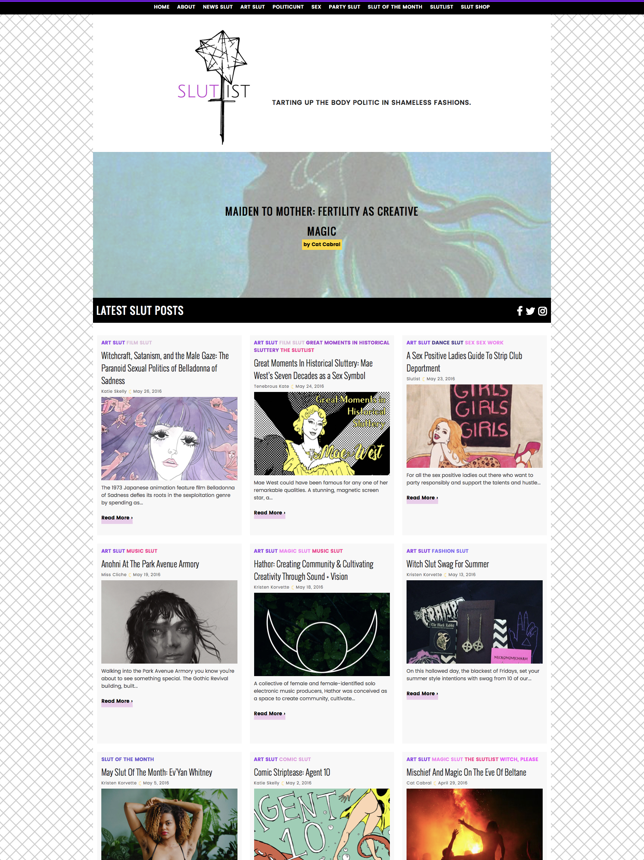 HOME ABOUT NEWS SLUT ART SLUT POLITICUNT SEX PARTY SLUT SLUT OF THE MONTH SLUTLIST SLUT SHOP
SLUTIST
TARTING UP THE BODY POLITIC IN SHAMELESS FASHIONS.
MAIDEN TO MOTHER: FERTILITY AS CREATIVE
MAGIC
by Cat Cabral
LATEST SLUT POSTS
ART SLUT FILM SLUT
Witchcraft, Satanism, and the Male Gaze: The
Paranoid Sexual Politics of Belladonna of
Sadness
Katie Skelly | May 26, 2016
The 1973 Japanese animation feature film Belladonna
of Sadness defies its roots in the sexploitation genre
by spending as...
Read More ›
ART SLUT FILM SLUT GREAT MOMENTS IN HISTORICAL
SLUTTERY THE SLUTLIST
Great Moments In Historical Sluttery: Mae
West's Seven Decades as a Sex Symbol
Tenebrous Kate | May 24, 2016
Great Moments in
Historical
Sluttery
Mae West
Mae West could have been famous for any one of her
remarkable qualities. A stunning, magnetic screen
star, a...
Read More ›
ART SLUT DANCE SLUT SEX SEX WORK
A Sex Positive Ladies Guide To Strip Club
Department
Slutist | May 23, 2016
GIRLS
GIRLS
GIRLS
For all the sex positive ladies out there who want to
party responsibly and support the talents and hustle...
Read More ›
ART SLUT MUSIC SLUT
Anohni At The Park Avenue Armory
Miss Cliche | May 19, 2016
Walking into the Park Avenue Armory you know you're
about to see something special. The Gothic Revival
building, built...
Read More ›
ART SLUT MAGIC SLUT MUSIC SLUT
Hathor: Creating Community & Cultivating
Creativity Through Sound + Vision
Kristen Korvette | May 18, 2016
A collective of female and female-identified solo
electronic music producers, Hathor was conceived as
a space to create community, cultivate...
Read More ›
ART SLUT FASHION SLUT
Witch Slut Swag For Summer
Kristen Korvette | May 13, 2016
CRAMPS
On this hallowed day, the blackest of Fridays, set your
summer style intentions with swag from 10 of our...
Read More ›
SLUT OF THE MONTH
May Slut Of The Month: Ev'Yan Whitney
Kristen Korvette | May 5, 2016
ART SLUT COMIC SLUT
Comic Striptease: Agent 10
Katie Skelly | May 2, 2016
AGENT
10
ART SLUT MAGIC SLUT THE SLUTLIST WITCH, PLEASE
Mischief And Magic On The Eve Of Beltane
Cat Cabral | April 29, 2016